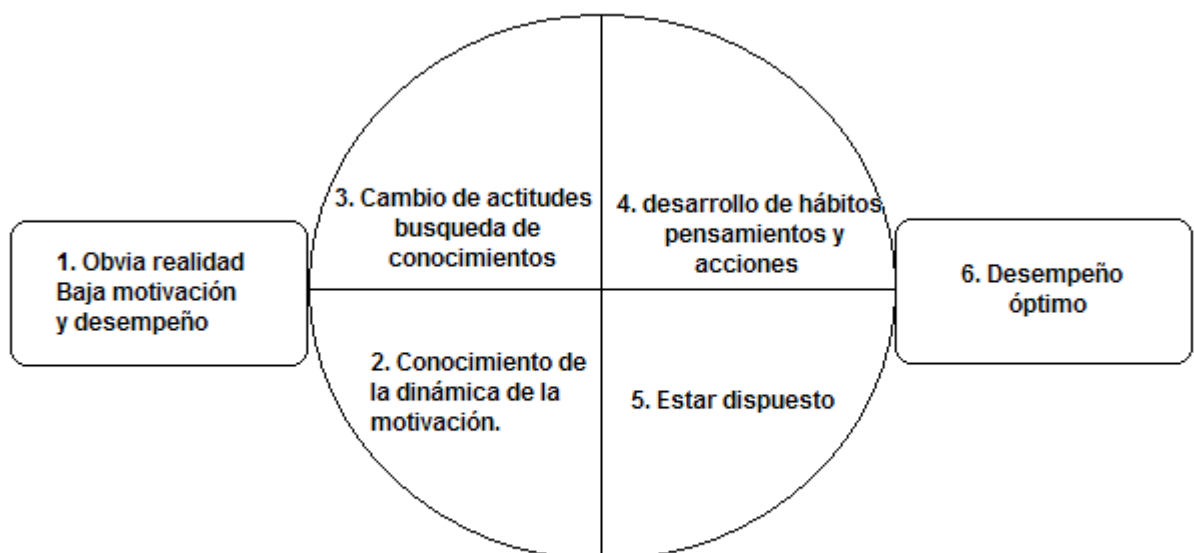 1. Obvia realidad
Baja motivación
y desempeño
2. Conocimiento de
la dinámica de la
motivación.
3. Cambio de actitudes
busqueda de
conocimientos
4. desarrollo de hábitos
pensamientos y
acciones
5. Estar dispuesto
6. Desempeño
óptimo